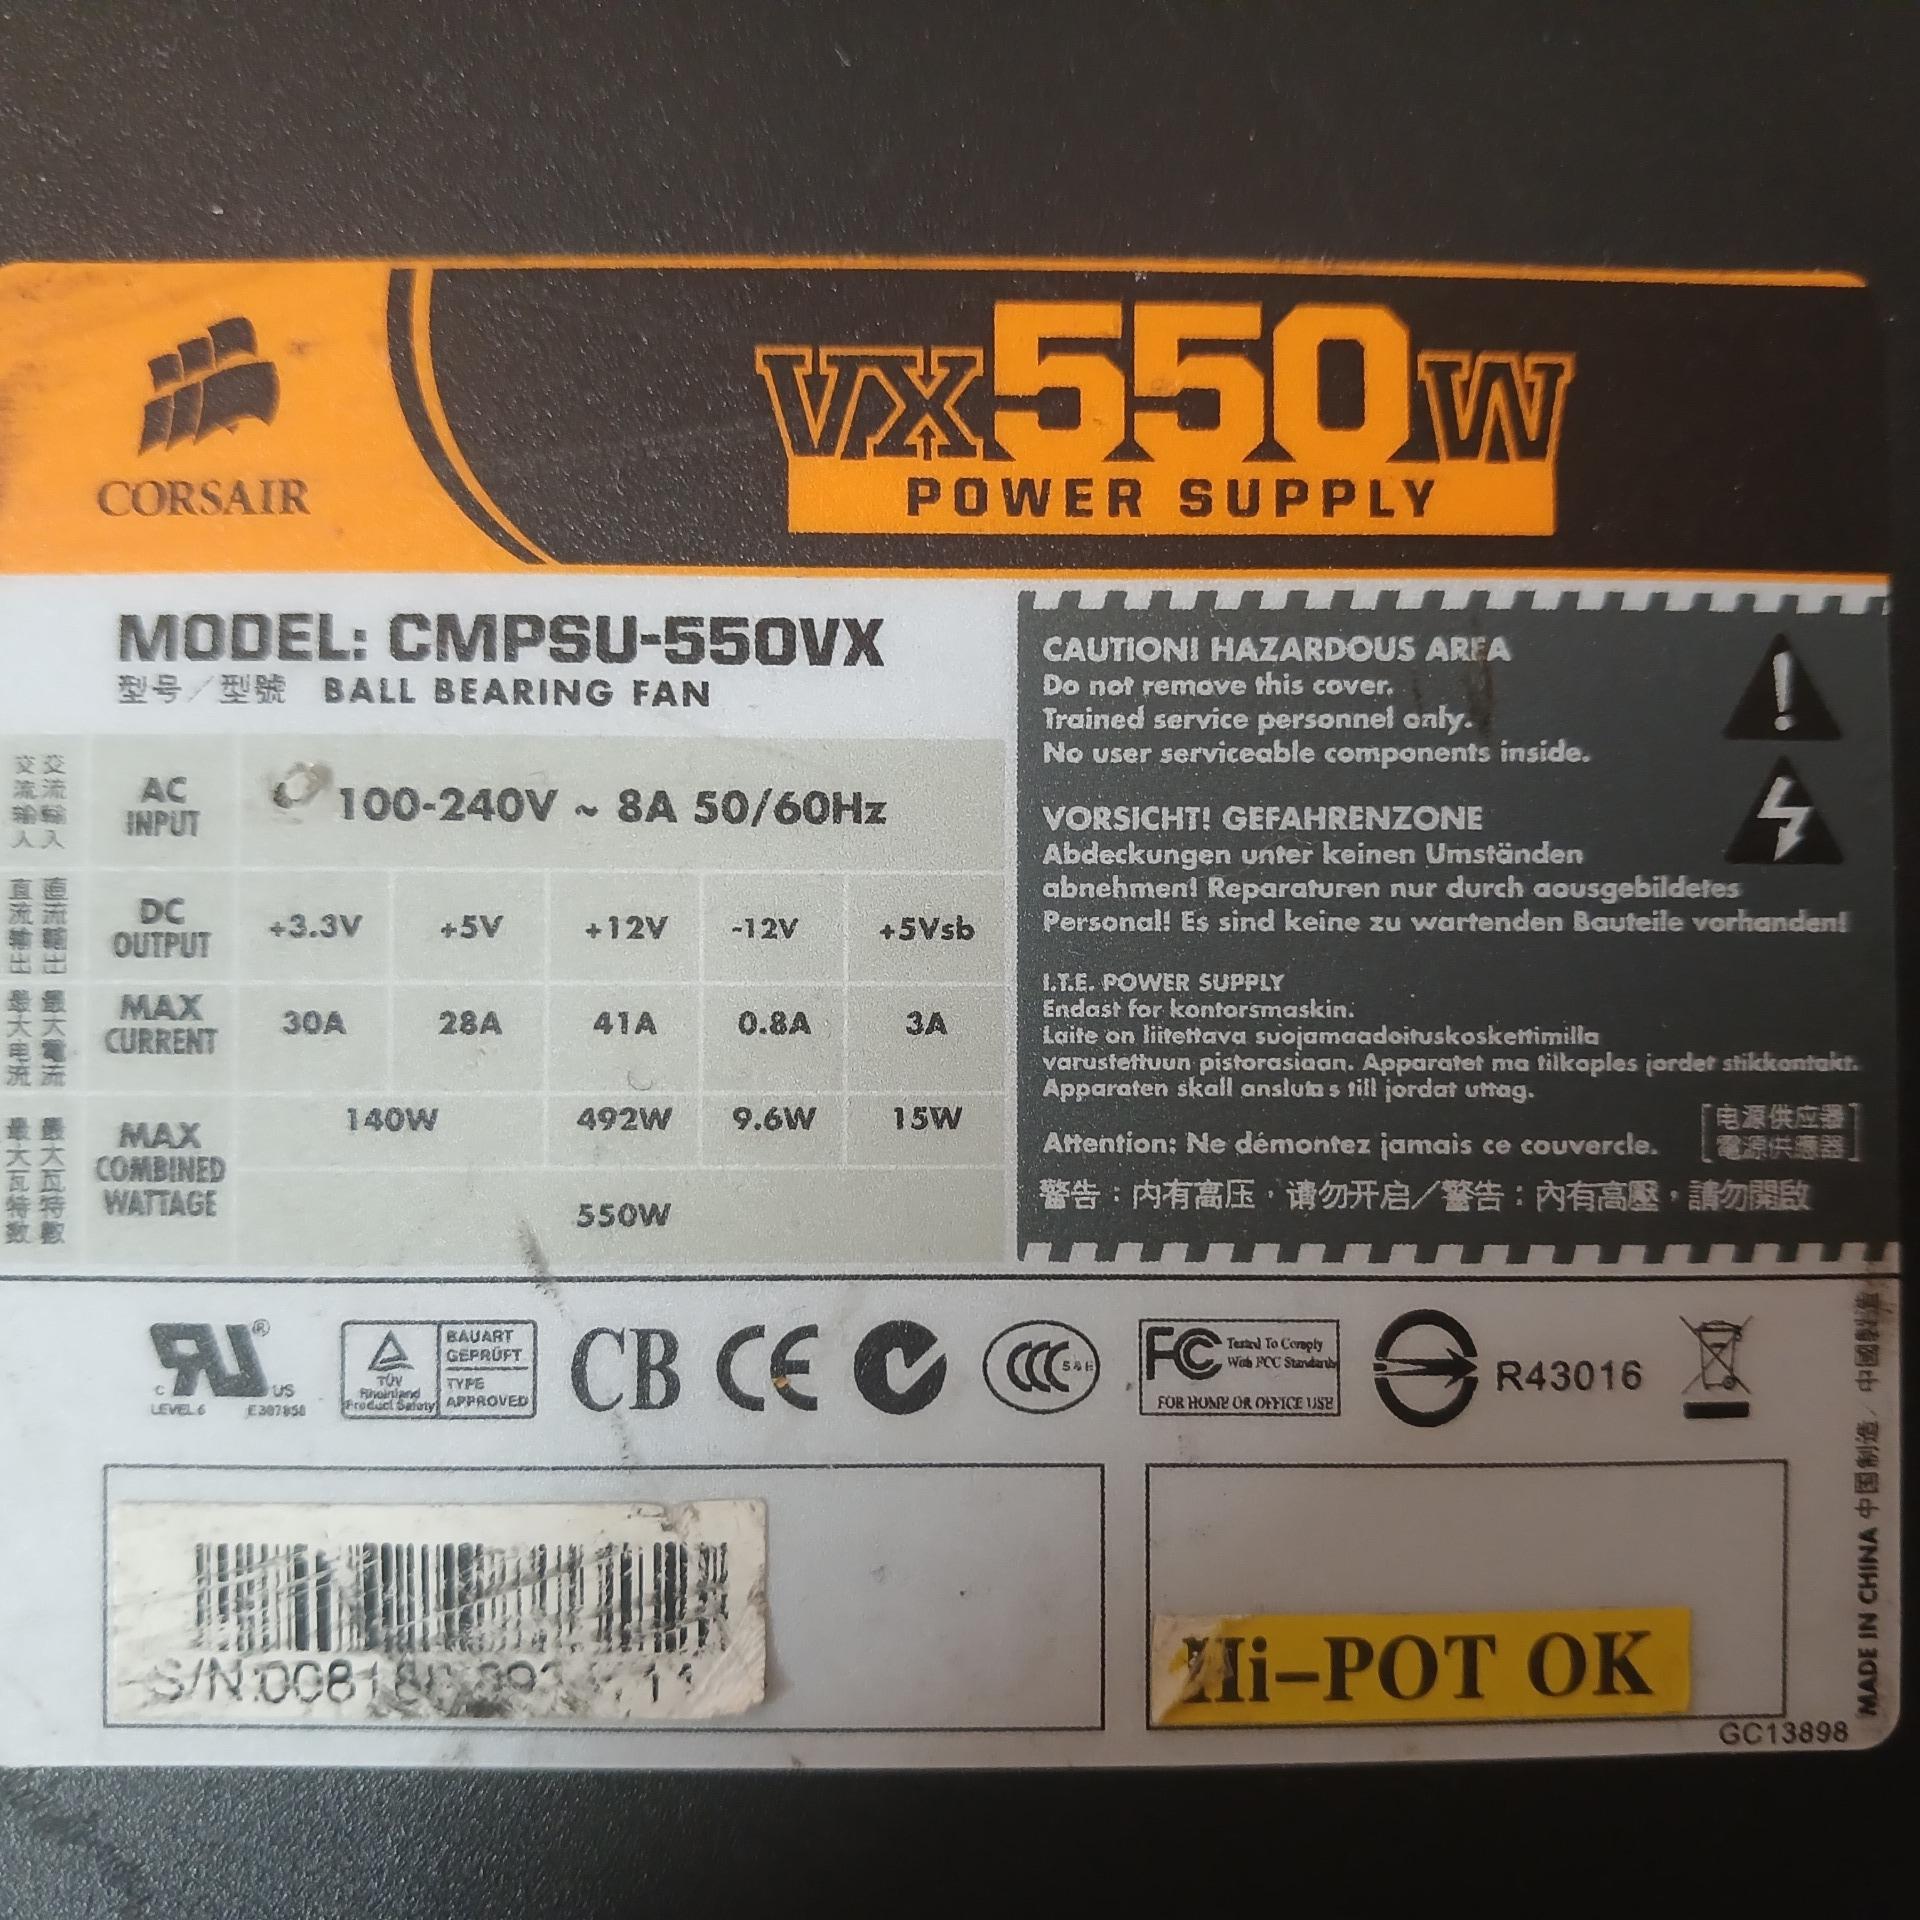 CORSAIR
VX550W
POWER SUPPLY
MODEL: CMPSU-550VX
型号／型號 BALL BEARING FAN
交流输入 交流輸入 AC INPUT 100-240V ~ 8A 50/60Hz
直流输出 直流輸出 DC OUTPUT +3.3V +5V +12V -12V +5Vsb
最大电流 最大電流 MAX CURRENT 30A 28A 41A 0.8A 3A
最大瓦特数 最大瓦特數 MAX COMBINED WATTAGE 140W 492W 9.6W 15W
550W
CAUTION! HAZARDOUS AREA
Do not remove this cover.
Trained service personnel only.
No user serviceable components inside.
VORSICHT! GEFAHRENZONE
Abdeckungen unter keinen Umständen
abnehmen! Reparaturen nur durch aousgebildetes
Personal! Es sind keine zu wartenden Bauteile vorhanden!
I.T.E. POWER SUPPLY
Endast for kontorsmaskin.
Laite on liitettava suojamaadoituskoskettimilla
varustettuun pistorasiaan. Apparatet ma tilkoples jordet stikkontakt.
Apparaten skall anslutas till jordat uttag.
电源供应器
電源供應器
Attention: Ne démontez jamais ce couvercle.
警告：内有高压，请勿开启／警告：內有高壓，請勿開啟
c RU ® US
LEVEL 6 E307858
TÜV
Rheinland
Product Safety
BAUART
GEPRÜFT
TYPE
APPROVED
CB
CE
CCC
S&E
FC Tested To Comply
With FCC Standards
FOR HOME OR OFFICE USE
R43016
S/N:
Hi-POT OK
GC13898
MADE IN CHINA 中国制造 / 中國製造